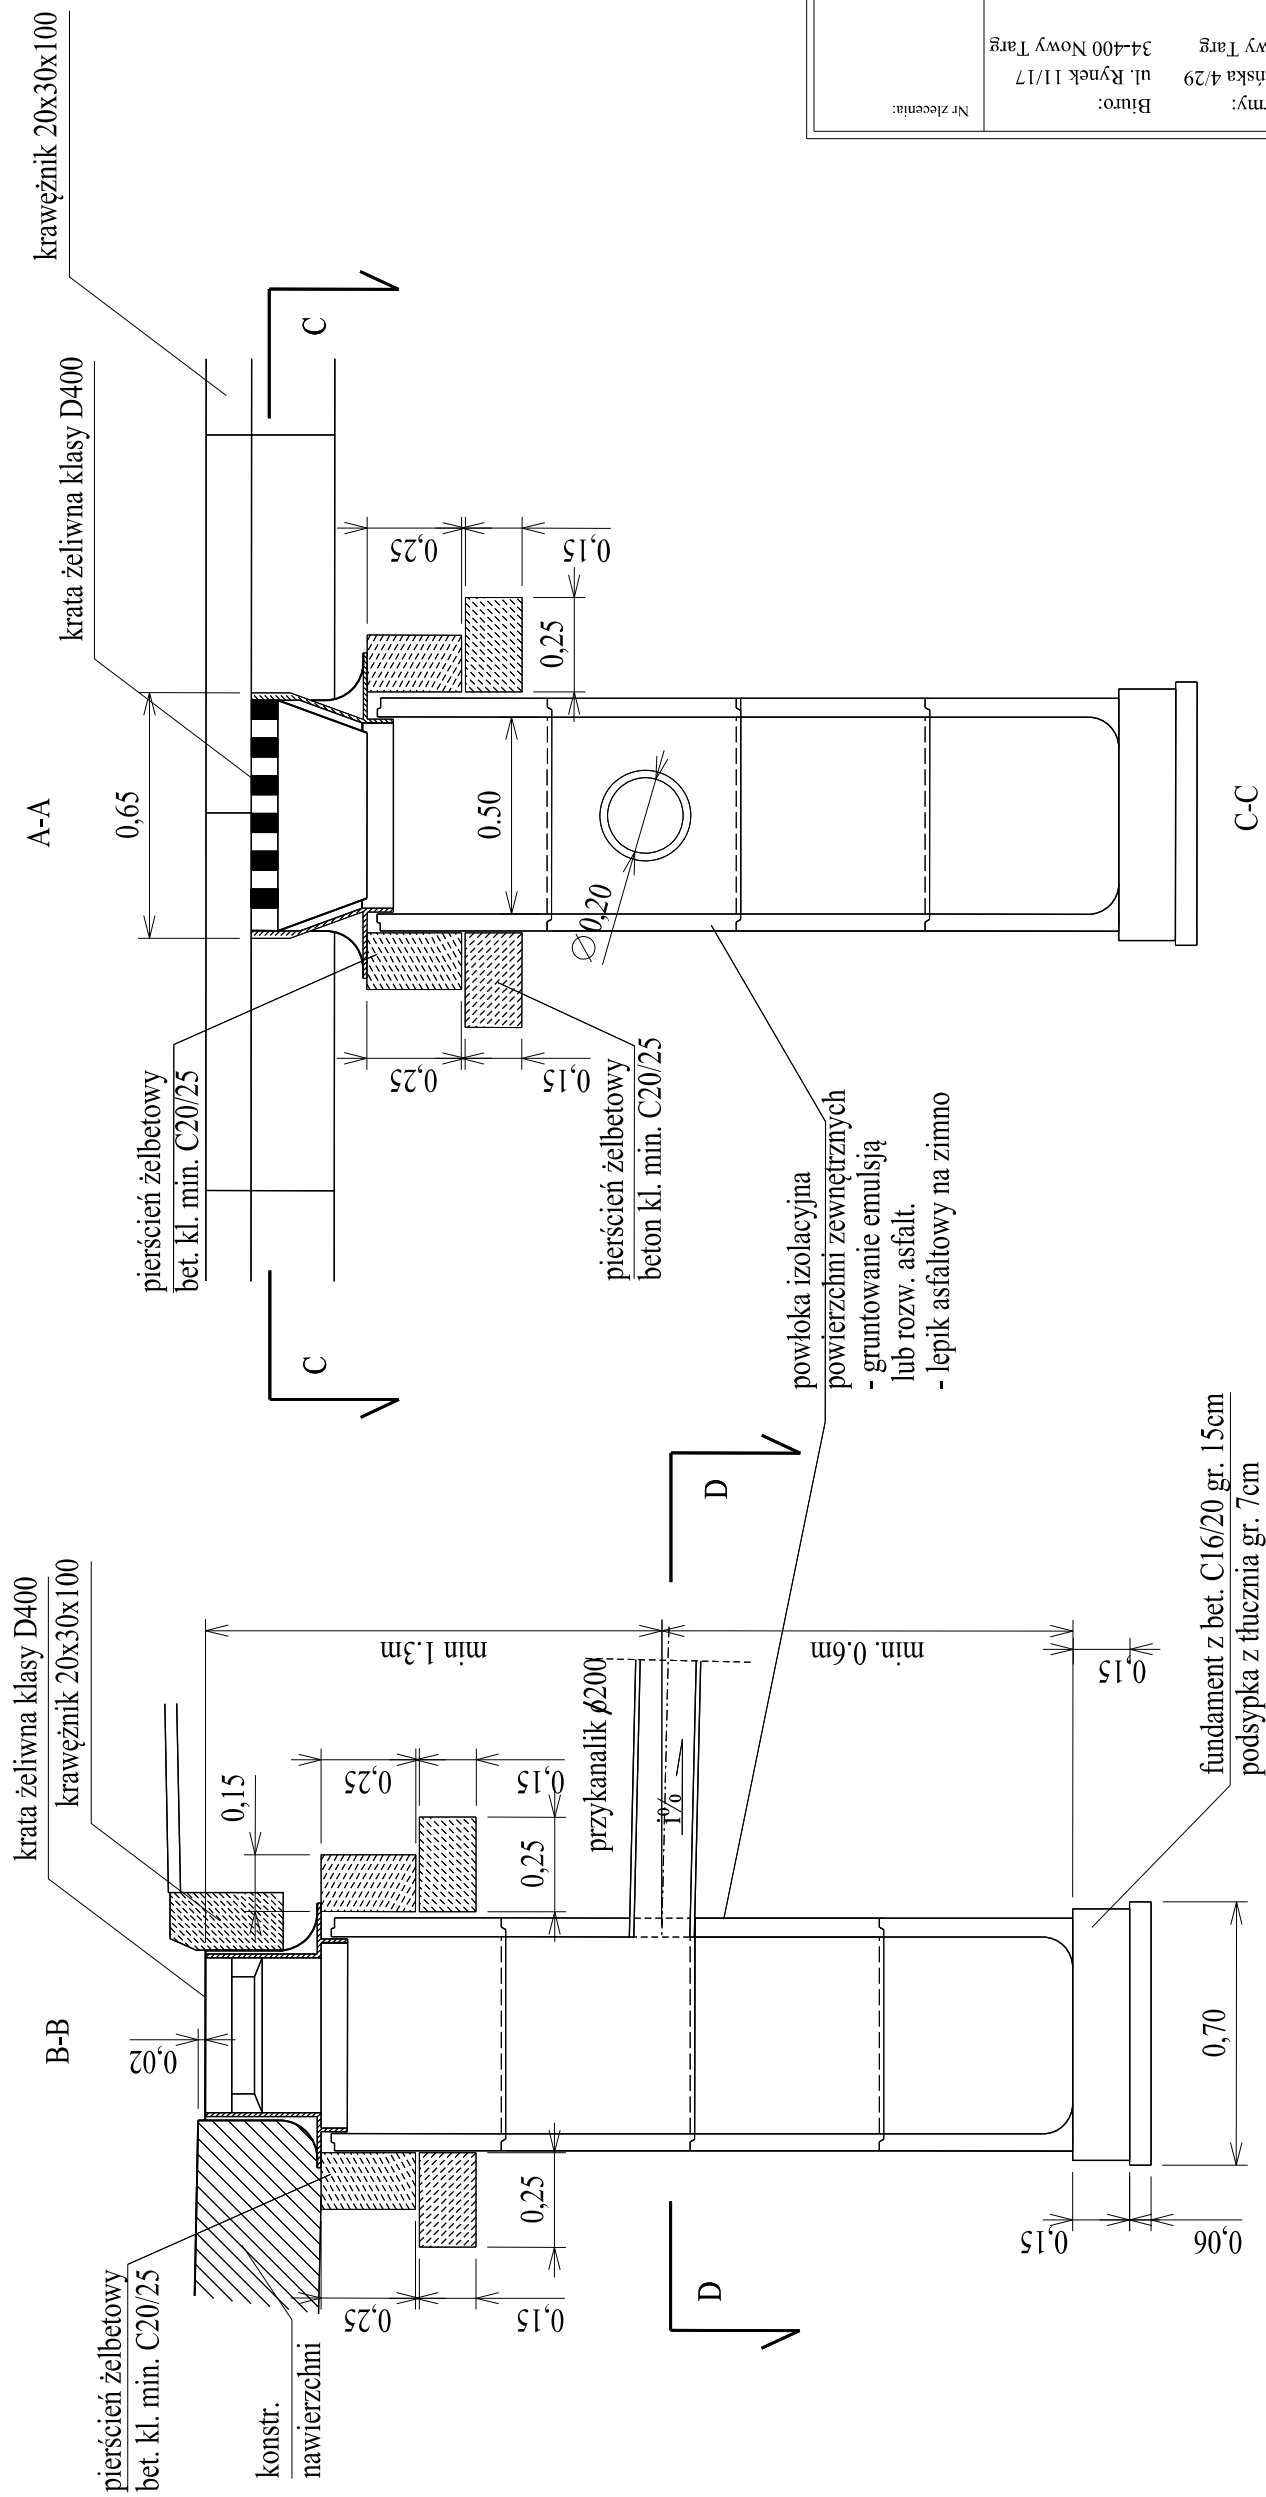 B-B
krata żeliwna klasy D400
krawężnik 20x30x100
0,02
0,15
pierścień żelbetowy
bet. kl. min. C20/25
konstr.
nawierzchni
0,25
0,15
0,25
0,25
0,15
0,25
min 1.3m
min. 0.6m
przykanalik ϕ200
i%
D
D
0,15
0,15
0,06
0,70
fundament z bet. C16/20 gr. 15cm
podsypka z tłucznia gr. 7cm
powłoka izolacyjna
powierzchni zewnętrznych
- gruntowanie emulsją
lub rozw. asfalt.
- lepik asfaltowy na zimno
A-A
krawężnik 20x30x100
krata żeliwna klasy D400
0,65
C
C
pierścień żelbetowy
bet. kl. min. C20/25
0,25
0,15
pierścień żelbetowy
beton kl. min. C20/25
0,25
0,15
0,25
0.50
∅0,20
C-C
Nr zlecenia:
Biuro:
ul. Rynek 11/17
34-400 Nowy Targ
4/29
Targ